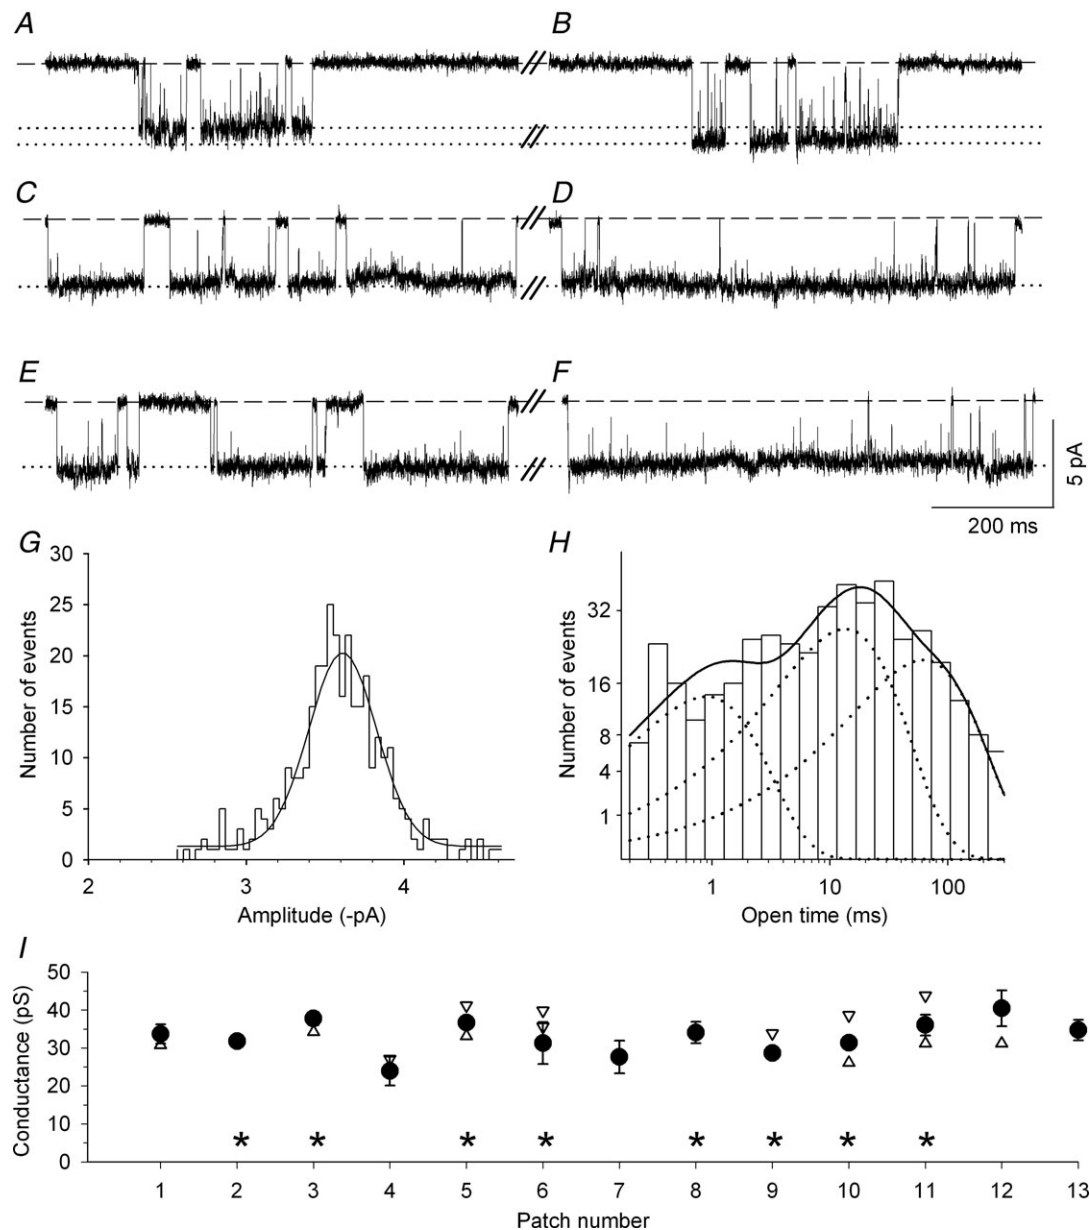 A
B
C
D
E
F
5 pA
200 ms
G
H
30
25
20
15
10
5
0
Number of events
2
3
4
Amplitude (-pA)
32
16
8
4
1
Number of events
1
10
100
Open time (ms)
I
50
40
30
20
10
0
Conductance (pS)
* * * * * * * *
1 2 3 4 5 6 7 8 9 10 11 12 13
Patch number